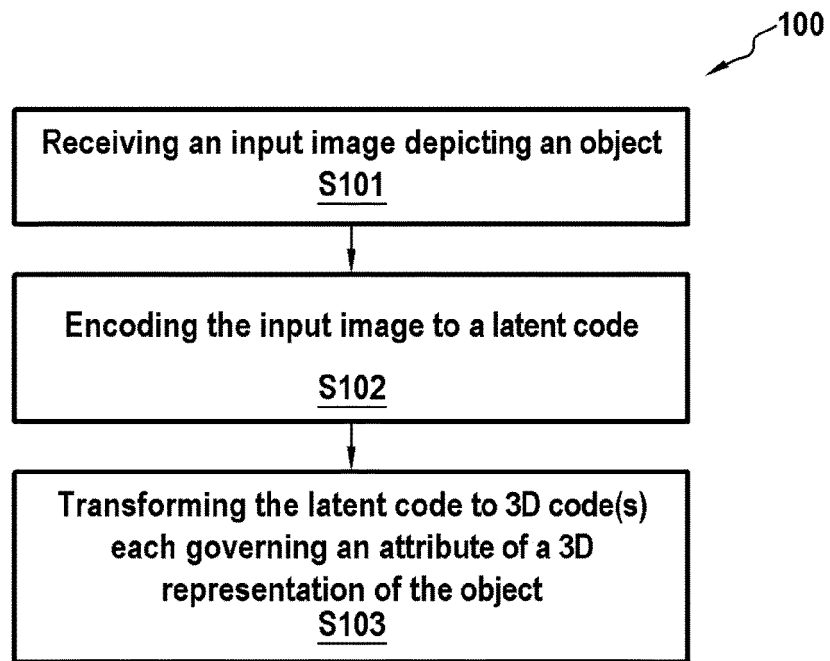 100
Receiving an input image depicting an object
S101
Encoding the input image to a latent code
S102
Transforming the latent code to 3D code(s)
each governing an attribute of a 3D
representation of the object
S103